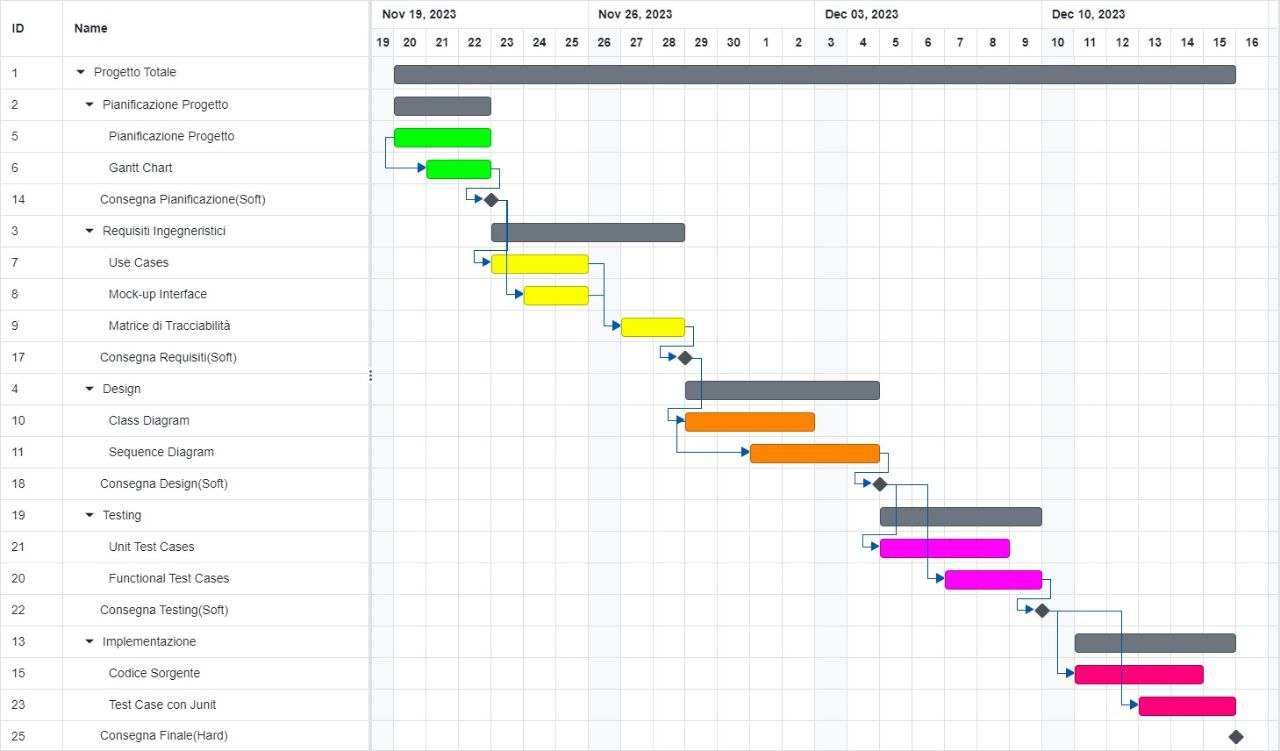 Nov 19, 2023 Nov 26, 2023 Dec 03, 2023 Dec 10, 2023
ID Name
19 20 21 22 23 24 25 26 27 28 29 30 1 2 3 4 5 6 7 8 9 10 11 12 13 14 15 16
1 Progetto Totale
2 Pianificazione Progetto
5 Pianificazione Progetto
6 Gantt Chart
14 Consegna Pianificazione(Soft)
3 Requisiti Ingegneristici
7 Use Cases
8 Mock-up Interface
9 Matrice di Tracciabilità
17 Consegna Requisiti(Soft)
4 Design
10 Class Diagram
11 Sequence Diagram
18 Consegna Design(Soft)
19 Testing
21 Unit Test Cases
20 Functional Test Cases
22 Consegna Testing(Soft)
13 Implementazione
15 Codice Sorgente
23 Test Case con Junit
25 Consegna Finale(Hard)